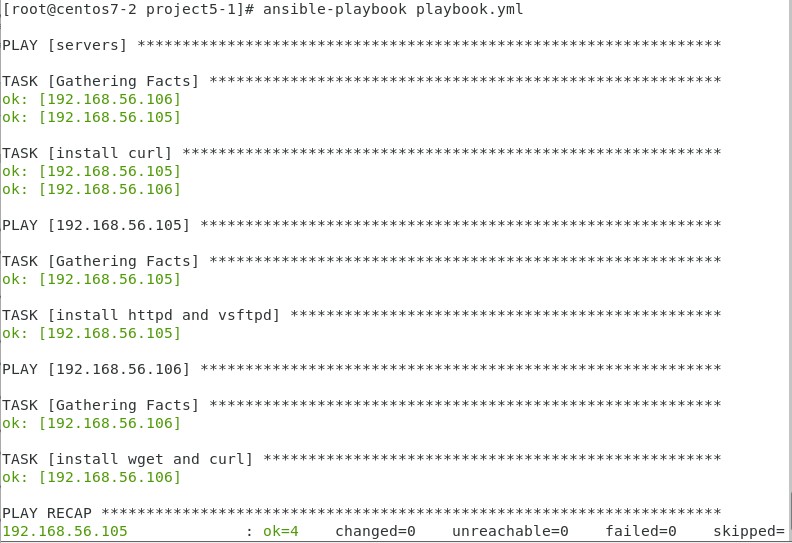 [root@centos7-2 project5-1]# ansible-playbook playbook.yml
PLAY [servers] *****************************************************************
TASK [Gathering Facts] *********************************************************
ok: [192.168.56.106]
ok: [192.168.56.105]
TASK [install curl] ************************************************************
ok: [192.168.56.105]
ok: [192.168.56.106]
PLAY [192.168.56.105] **********************************************************
TASK [Gathering Facts] *********************************************************
ok: [192.168.56.105]
TASK [install httpd and vsftpd] ************************************************
ok: [192.168.56.105]
PLAY [192.168.56.106] **********************************************************
TASK [Gathering Facts] *********************************************************
ok: [192.168.56.106]
TASK [install wget and curl] ***************************************************
ok: [192.168.56.106]
PLAY RECAP *********************************************************************
192.168.56.105             : ok=4    changed=0    unreachable=0    failed=0    skipped=